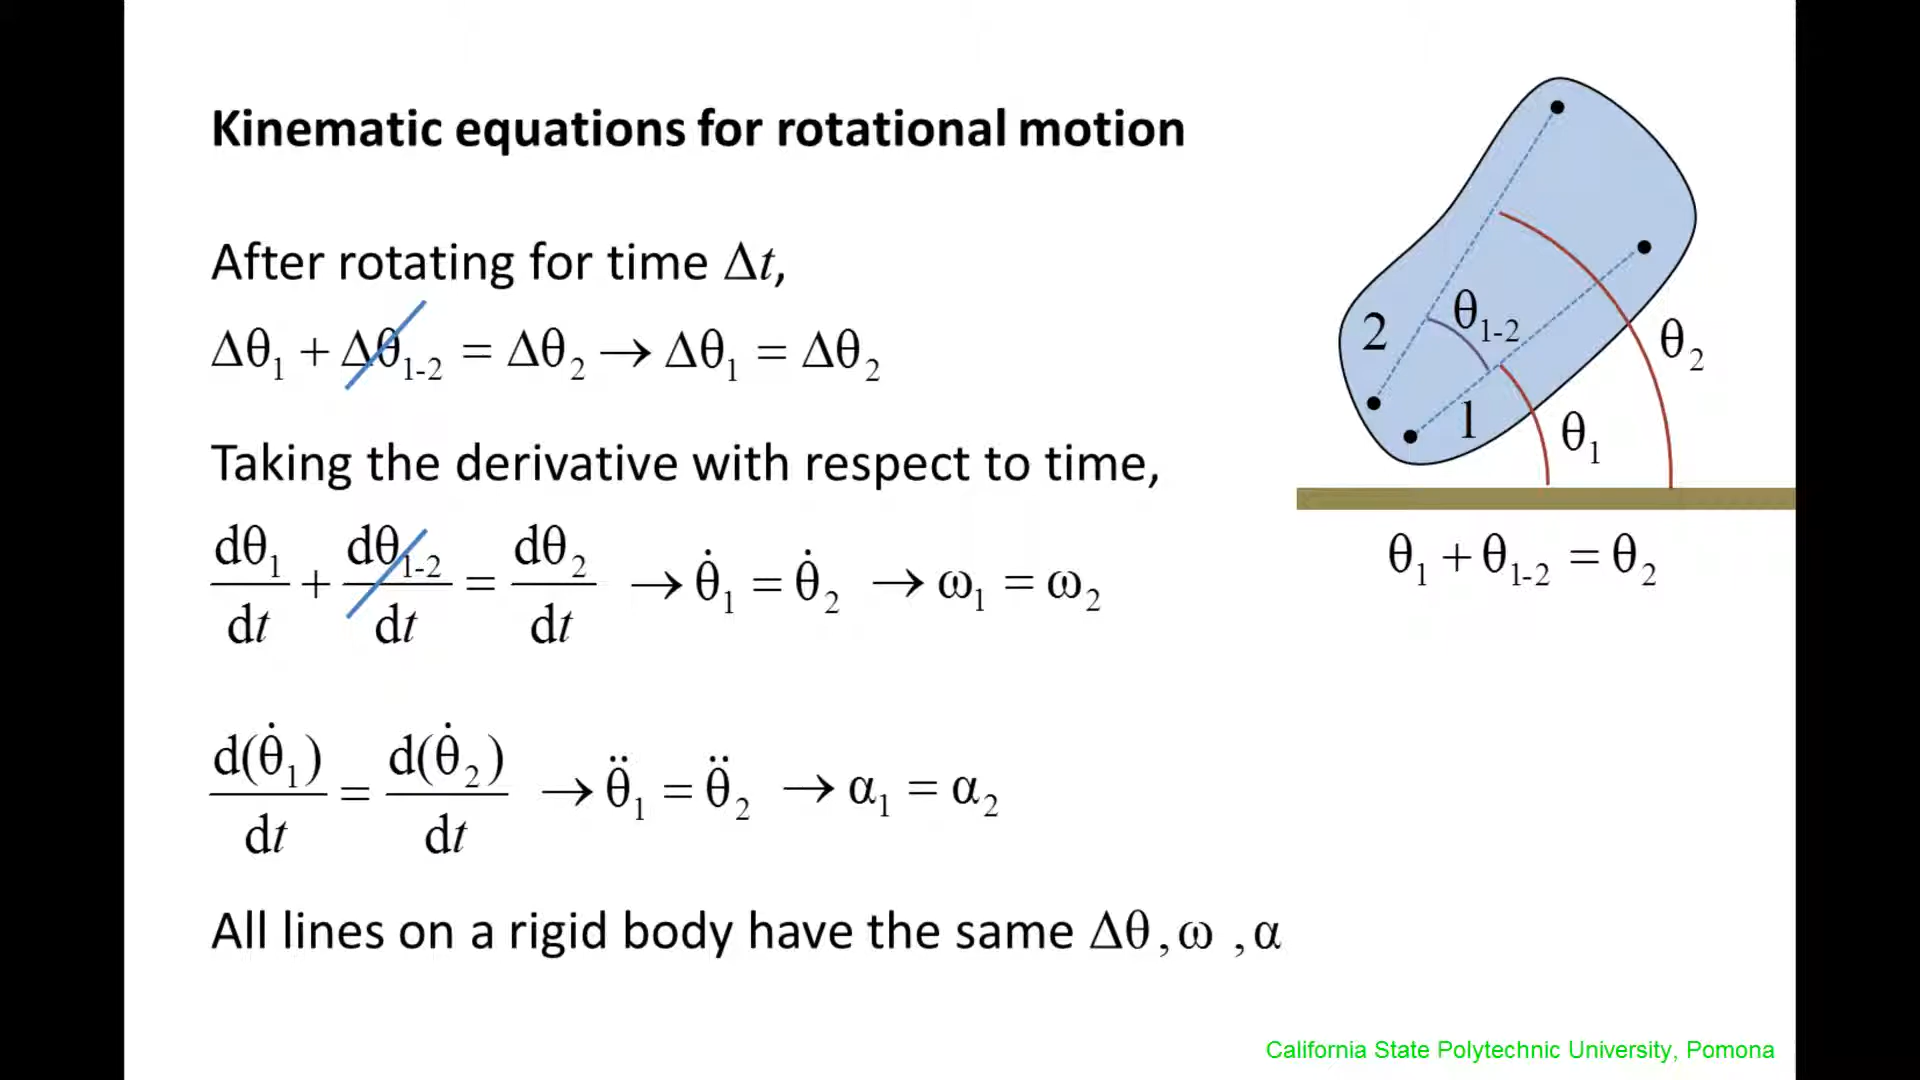 Kinematic equations for rotational motion
After rotating for time Δt,
Δθ₁ + Δθ₁₋₂ = Δθ₂ → Δθ₁ = Δθ₂
Taking the derivative with respect to time,
dθ₁/dt + dθ₁₋₂/dt = dθ₂/dt → θ̇₁ = θ̇₂ → ω₁ = ω₂
d(θ̇₁)/dt = d(θ̇₂)/dt → θ̈₁ = θ̈₂ → α₁ = α₂
All lines on a rigid body have the same Δθ, ω , α
2
θ₁₋₂
θ₂
1
θ₁
θ₁ + θ₁₋₂ = θ₂
California State Polytechnic University, Pomona